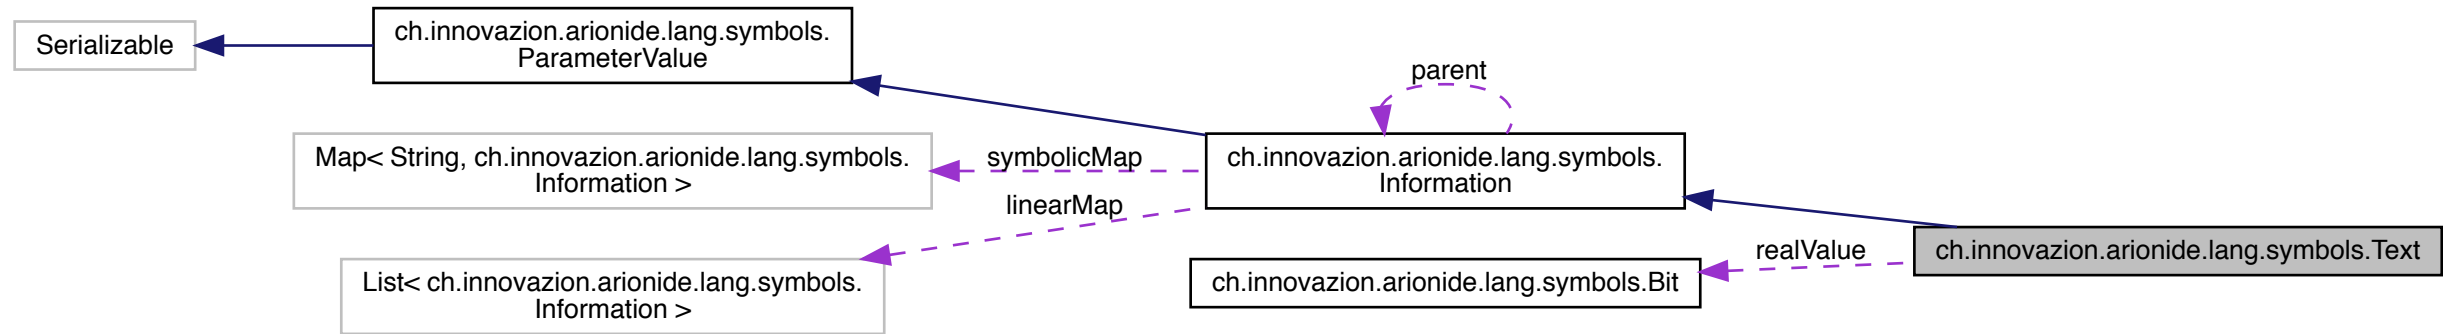 Serializable
ch.innovazion.arionide.lang.symbols.
ParameterValue
parent
Map< String, ch.innovazion.arionide.lang.symbols.
Information >
symbolicMap
ch.innovazion.arionide.lang.symbols.
Information
linearMap
List< ch.innovazion.arionide.lang.symbols.
Information >
ch.innovazion.arionide.lang.symbols.Bit
realValue
ch.innovazion.arionide.lang.symbols.Text